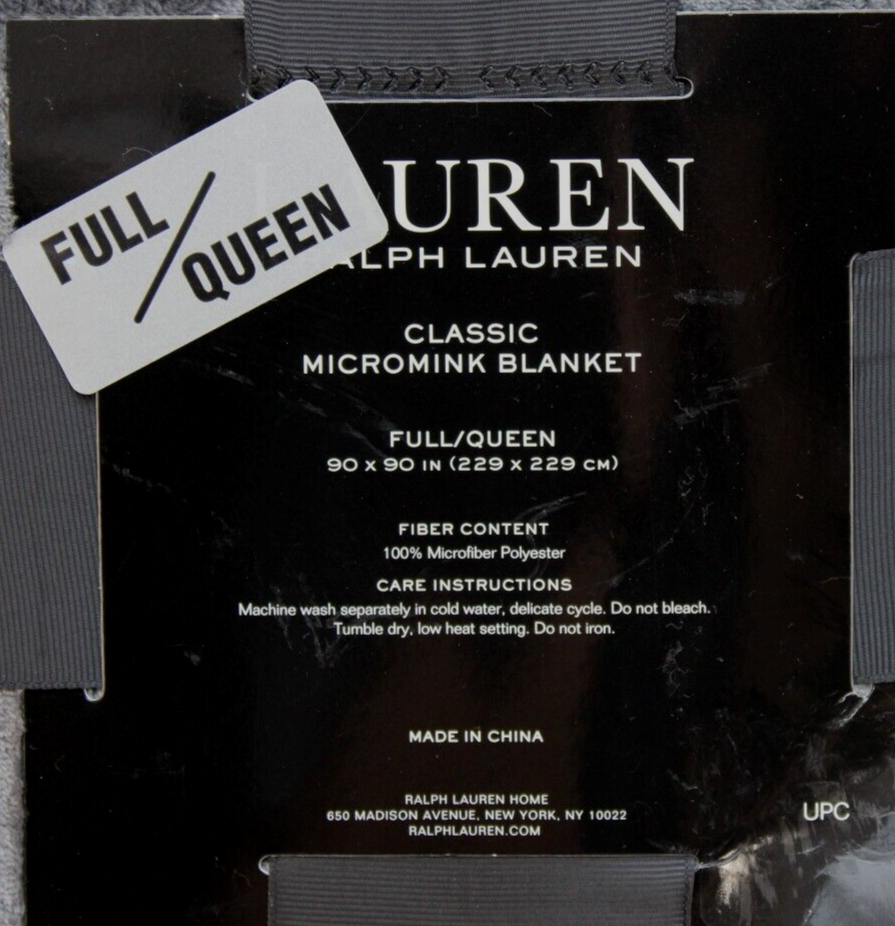 FULL/QUEEN
LAUREN
RALPH LAUREN
CLASSIC
MICROMINK BLANKET
FULL/QUEEN
90 x 90 IN (229 x 229 CM)
FIBER CONTENT
100% Microfiber Polyester
CARE INSTRUCTIONS
Machine wash separately in cold water, delicate cycle. Do not bleach.
Tumble dry, low heat setting. Do not iron.
MADE IN CHINA
RALPH LAUREN HOME
650 MADISON AVENUE, NEW YORK, NY 10022
RALPHLAUREN.COM
UPC